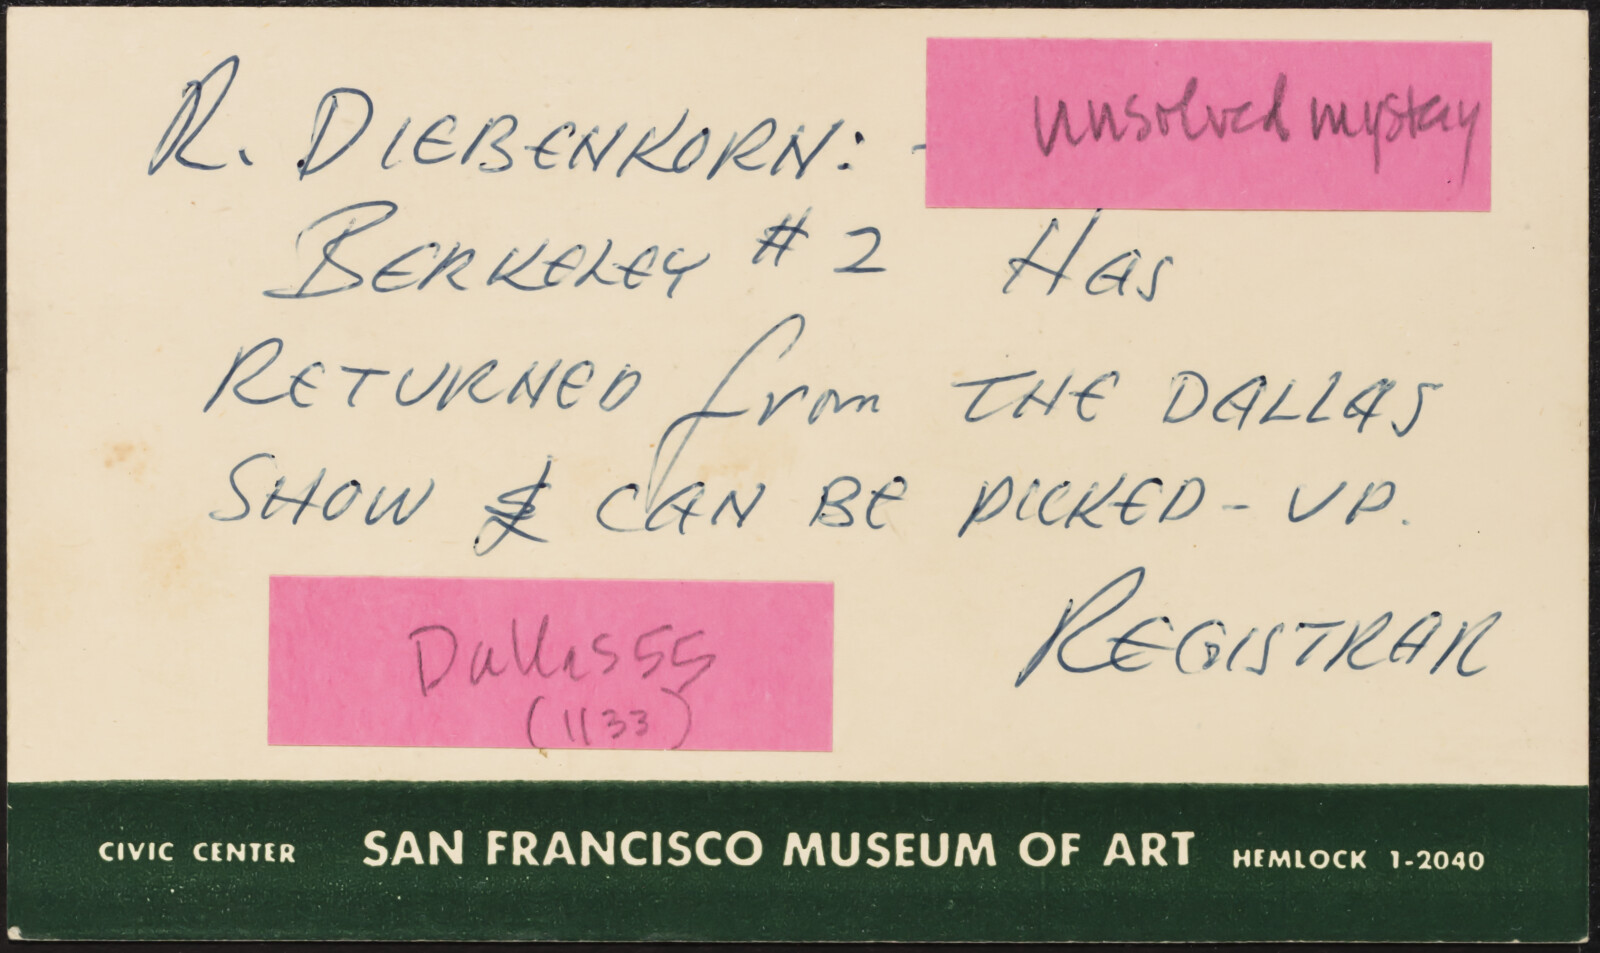 R. DIEBENKORN: -
unsolved mystery
BERKELEY # 2 HAS
RETURNED from THE DALLAS
SHOW & CAN BE PICKED-UP.
REGISTRAR
Dallas 55
(1133)
CIVIC CENTER SAN FRANCISCO MUSEUM OF ART HEMLOCK 1-2040